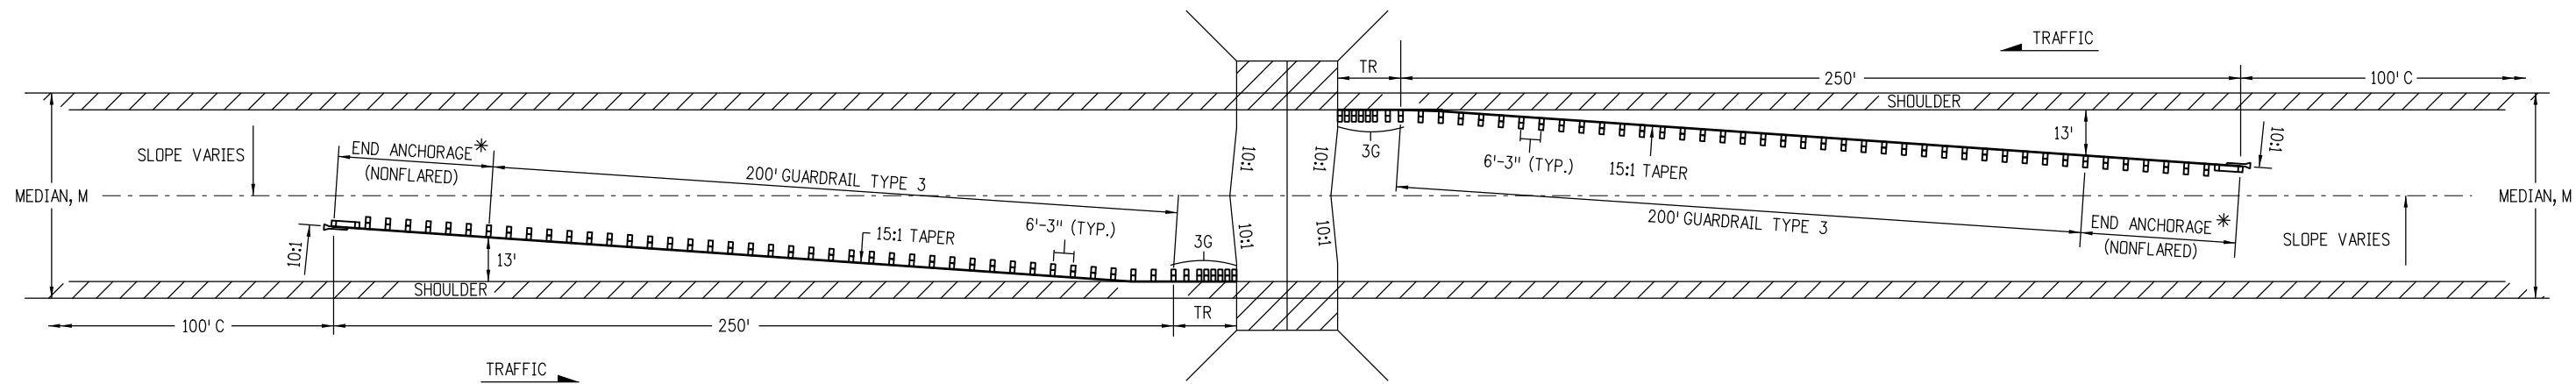 TRAFFIC
TR
250'
100' C
SHOULDER
13'
10:1
3G
6'-3" (TYP.)
15:1 TAPER
SLOPE VARIES
END ANCHORAGE*
(NONFLARED)
200' GUARDRAIL TYPE 3
10:1
10:1
MEDIAN, M
MEDIAN, M
10:1
10:1
200' GUARDRAIL TYPE 3
END ANCHORAGE*
(NONFLARED)
SLOPE VARIES
10:1
13'
15:1 TAPER
6'-3" (TYP.)
3G
SHOULDER
100' C
250'
TR
TRAFFIC